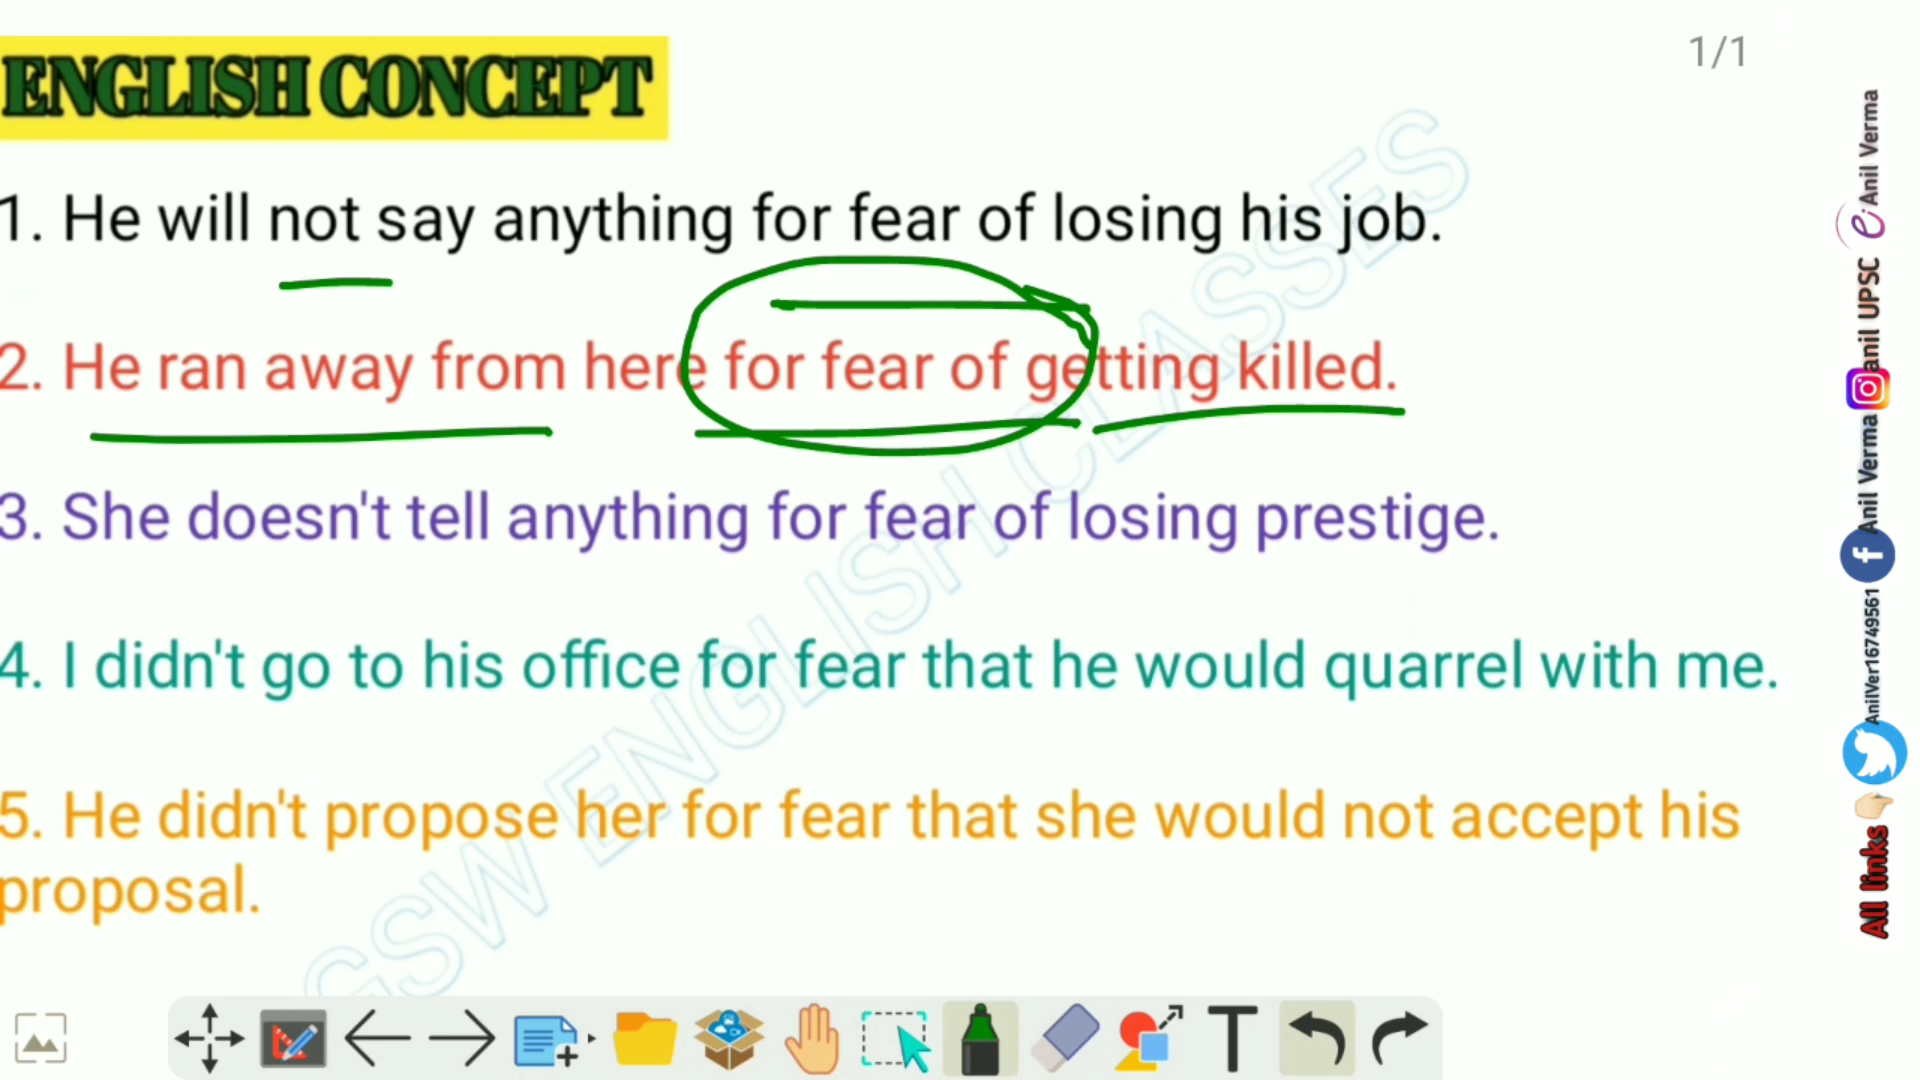 ENGLISH CONCEPT
1/1
1. He will not say anything for fear of losing his job.
2. He ran away from here for fear of getting killed.
3. She doesn't tell anything for fear of losing prestige.
4. I didn't go to his office for fear that he would quarrel with me.
5. He didn't propose her for fear that she would not accept his
proposal.
GSW ENGLISH CLASSES
All links 👉🏻 AnilVer16749561 Anil Verma anil UPSC Anil Verma